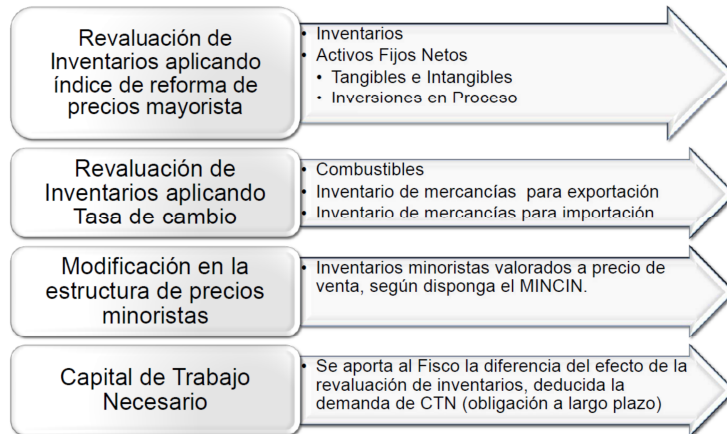 Revaluación de
Inventarios aplicando
índice de reforma de
precios mayorista
• Inventarios
• Activos Fijos Netos
• Tangibles e Intangibles
• Inversiones en Proceso
Revaluación de
Inventarios aplicando
Tasa de cambio
• Combustibles
• Inventario de mercancías para exportación
• Inventario de mercancías para importación
Modificación en la
estructura de precios
minoristas
• Inventarios minoristas valorados a precio de
venta, según disponga el MINCIN.
Capital de Trabajo
Necesario
• Se aporta al Fisco la diferencia del efecto de la
revaluación de inventarios, deducida la
demanda de CTN (obligación a largo plazo)